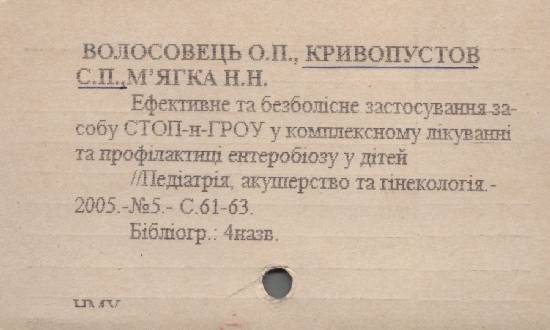 ВОЛОСОВЕЦЬ О.П., КРИВОПУСТОВ
С.П.,М’ЯГКА Н.Н.
Ефективне та безболісне застосування за-
собу СТОП-н-ГРОУ у комплексному лікуванні
та профілактиці ентеробіозу у дітей
//Педіатрія, акушерство та гінекологія.-
2005.-№5.- С.61-63.
Бібліогр.: 4назв.
НМУ